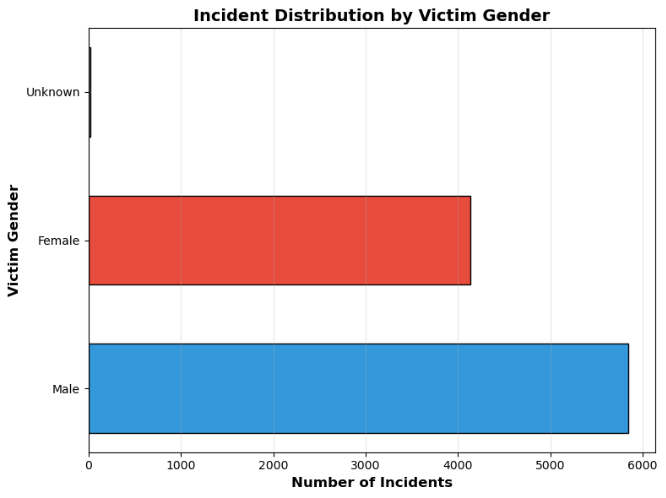 Incident Distribution by Victim Gender
Victim Gender
Unknown
Female
Male
0 1000 2000 3000 4000 5000 6000
Number of Incidents